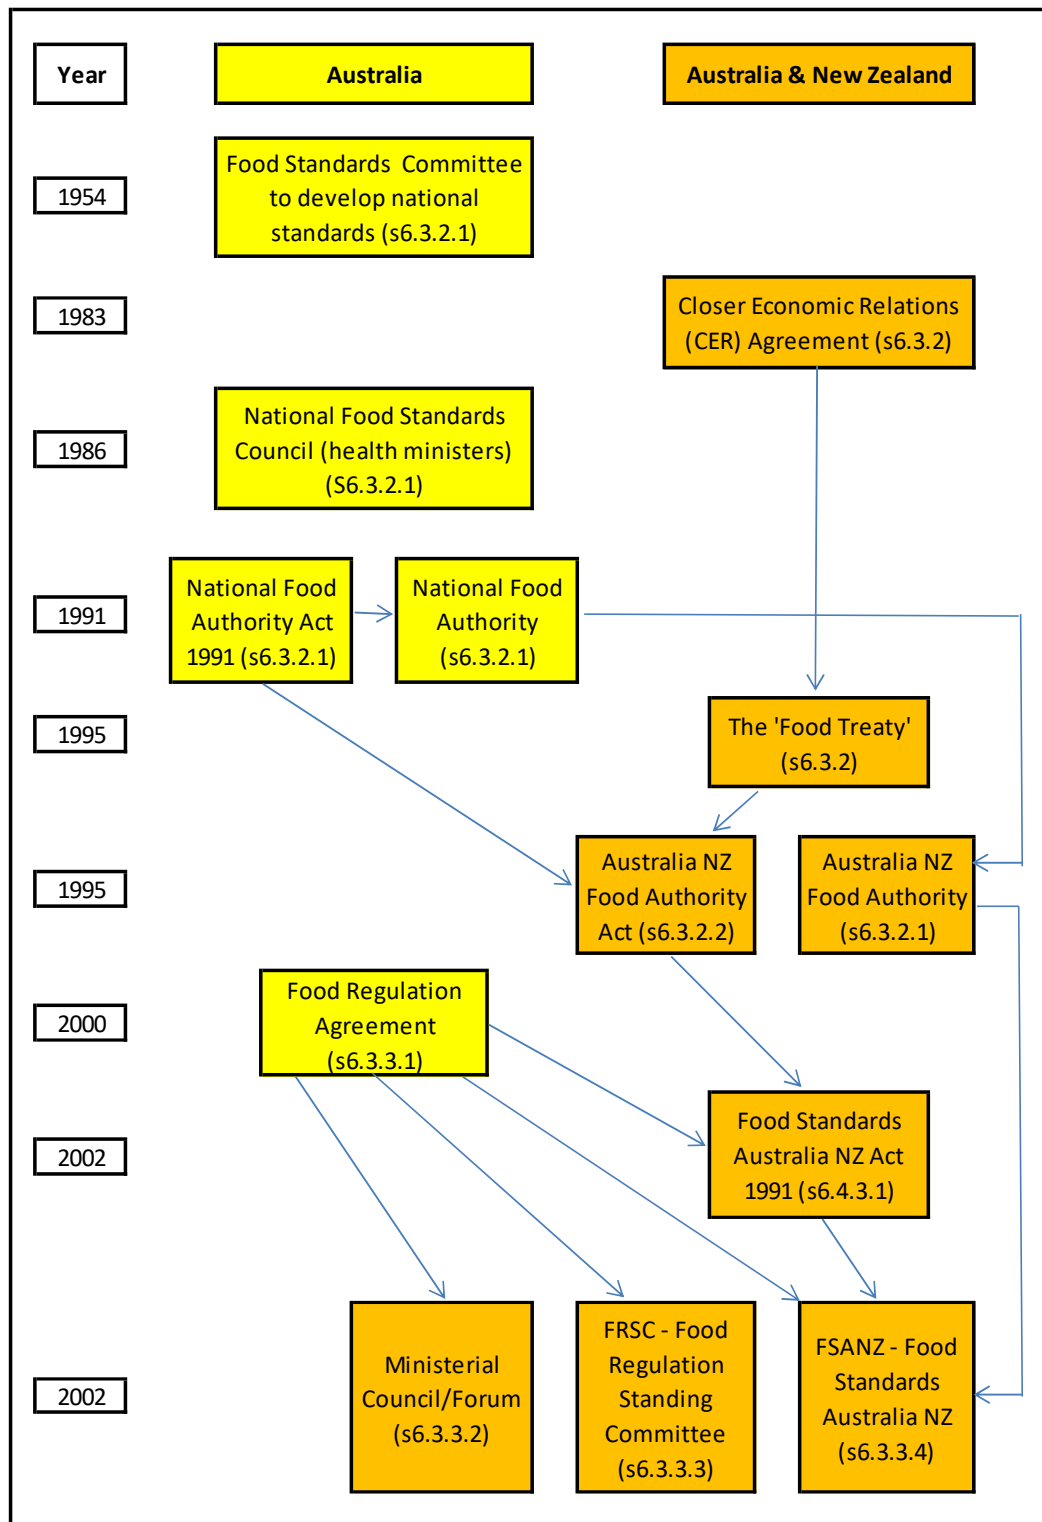 Year
Australia
Australia & New Zealand
1954
Food Standards Committee
to develop national
standards (s6.3.2.1)
1983
Closer Economic Relations
(CER) Agreement (s6.3.2)
1986
National Food Standards
Council (health ministers)
(S6.3.2.1)
1991
National Food
Authority Act
1991 (s6.3.2.1)
National Food
Authority
(s6.3.2.1)
1995
The 'Food Treaty'
(s6.3.2)
1995
Australia NZ
Food Authority
Act (s6.3.2.2)
Australia NZ
Food Authority
(s6.3.2.1)
2000
Food Regulation
Agreement
(s6.3.3.1)
2002
Food Standards
Australia NZ Act
1991 (s6.4.3.1)
2002
Ministerial
Council/Forum
(s6.3.3.2)
FRSC - Food
Regulation
Standing
Committee
(s6.3.3.3)
FSANZ - Food
Standards
Australia NZ
(s6.3.3.4)